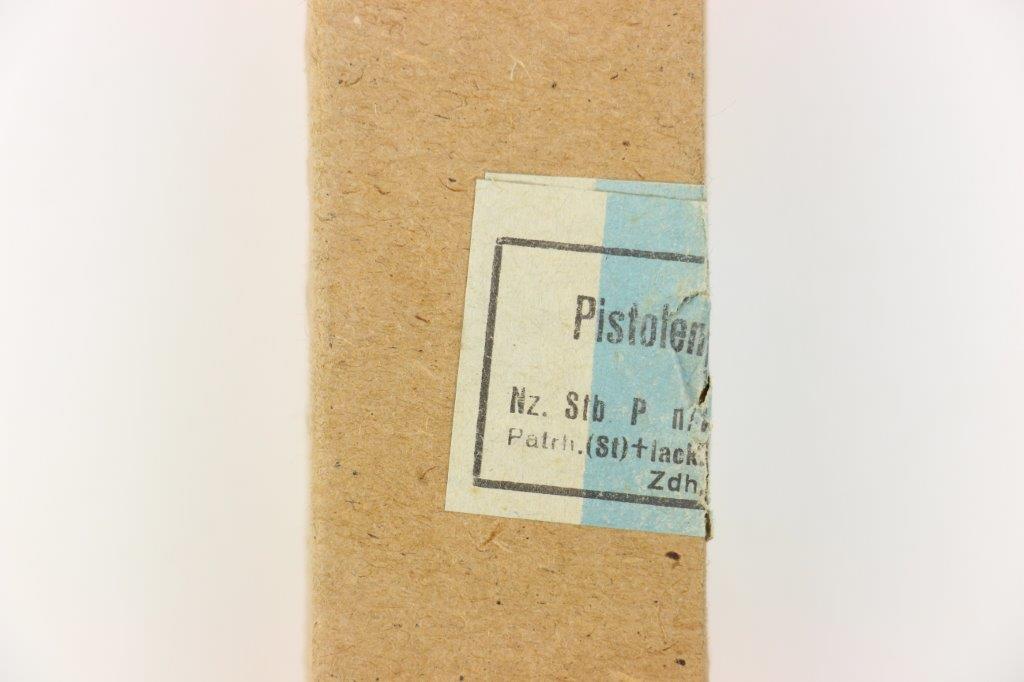 Pistolen
Nz. Stb P n/
Patrh.(St)+lack.
Zdh.